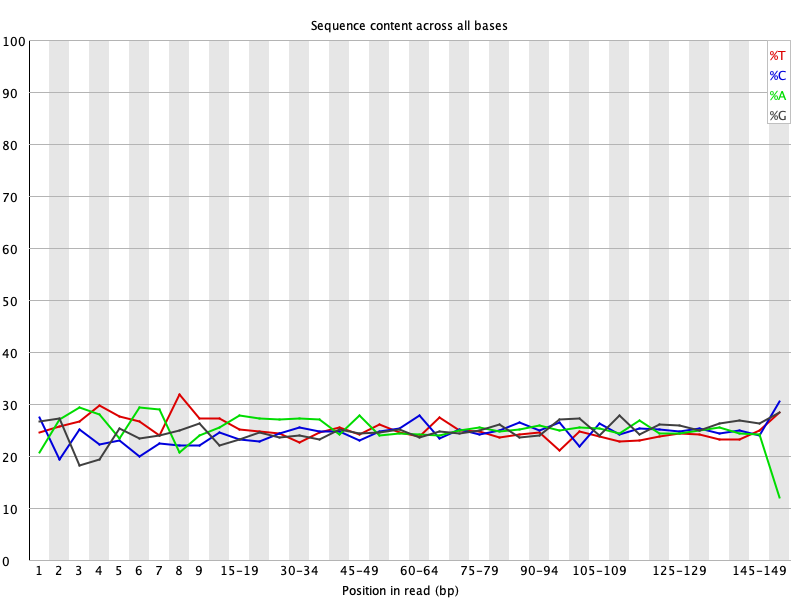 Sequence content across all bases
100
90
80
70
60
50
40
30
20
10
0
%T
%C
%A
%G
1 2 3 4 5 6 7 8 9 15-19 30-34 45-49 60-64 75-79 90-94 105-109 125-129 145-149
Position in read (bp)